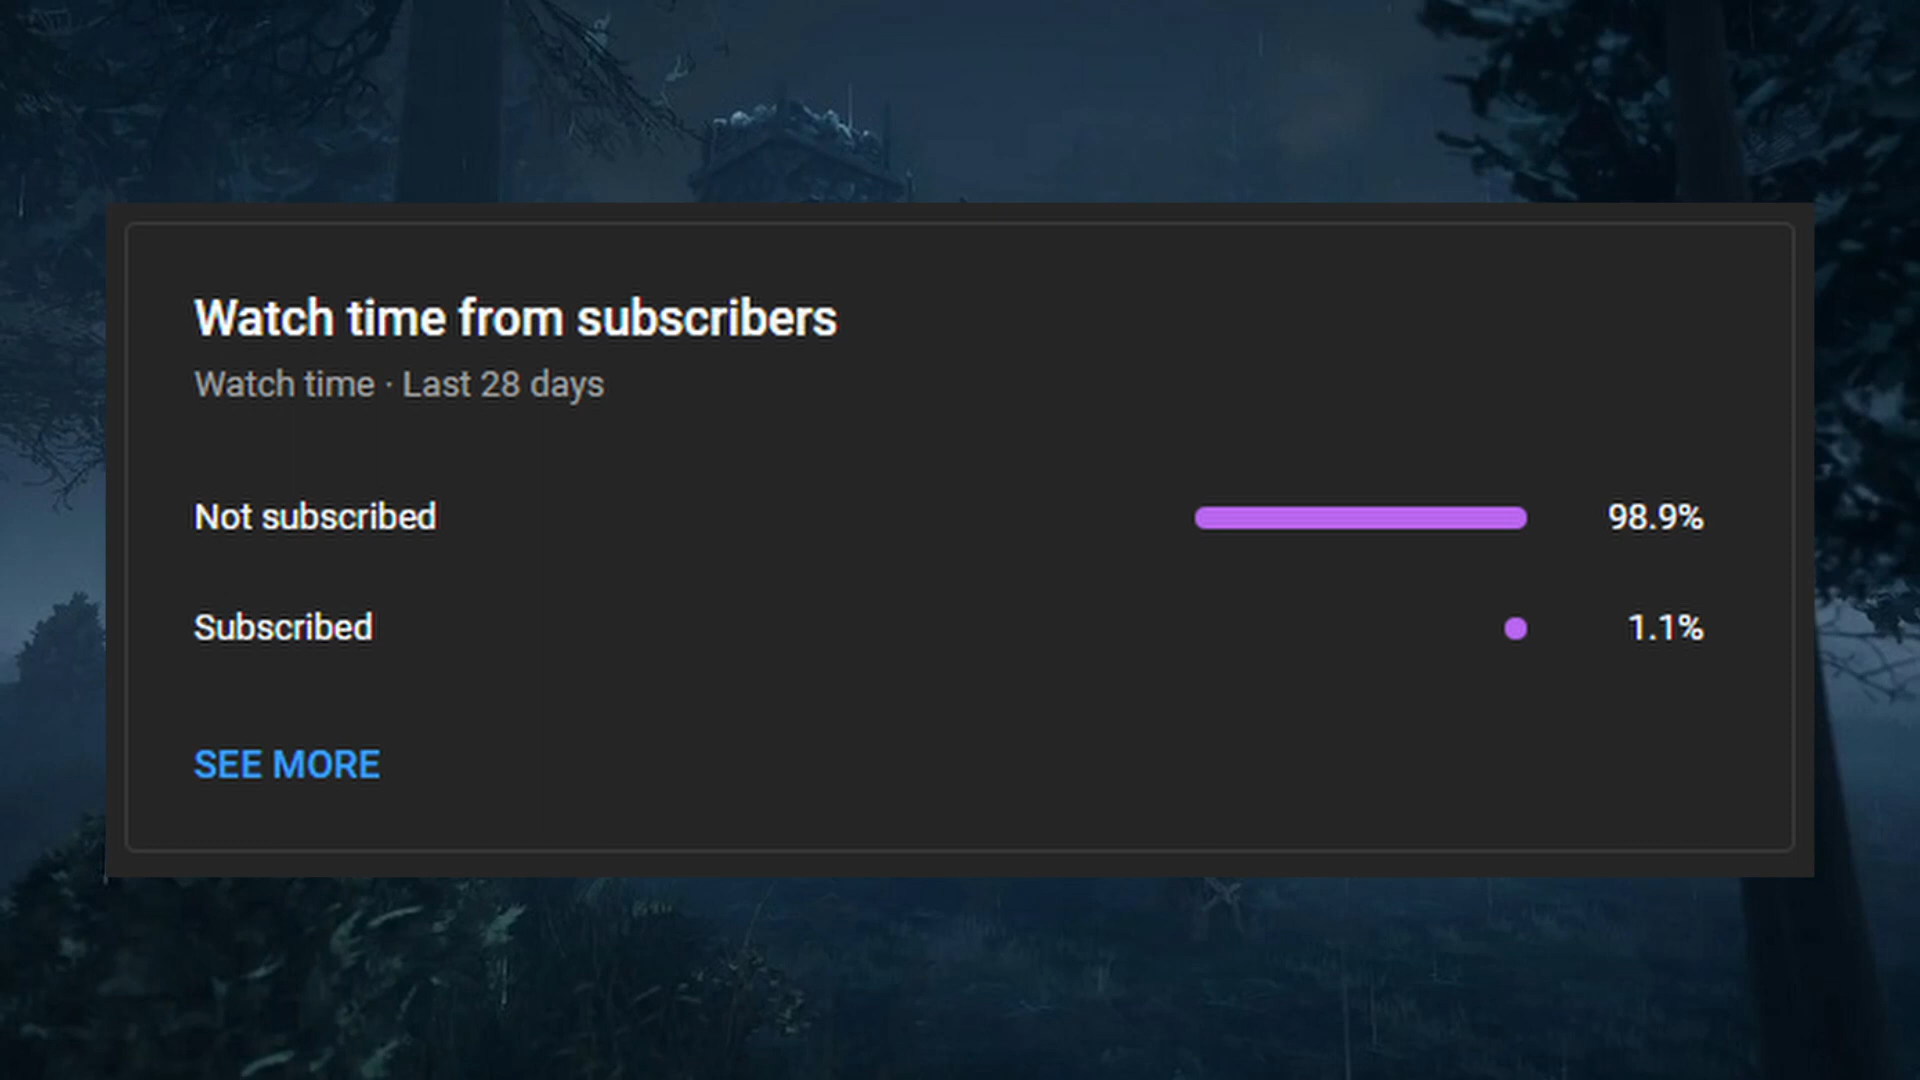 Watch time from subscribers
Watch time · Last 28 days
Not subscribed 98.9%
Subscribed 1.1%
SEE MORE